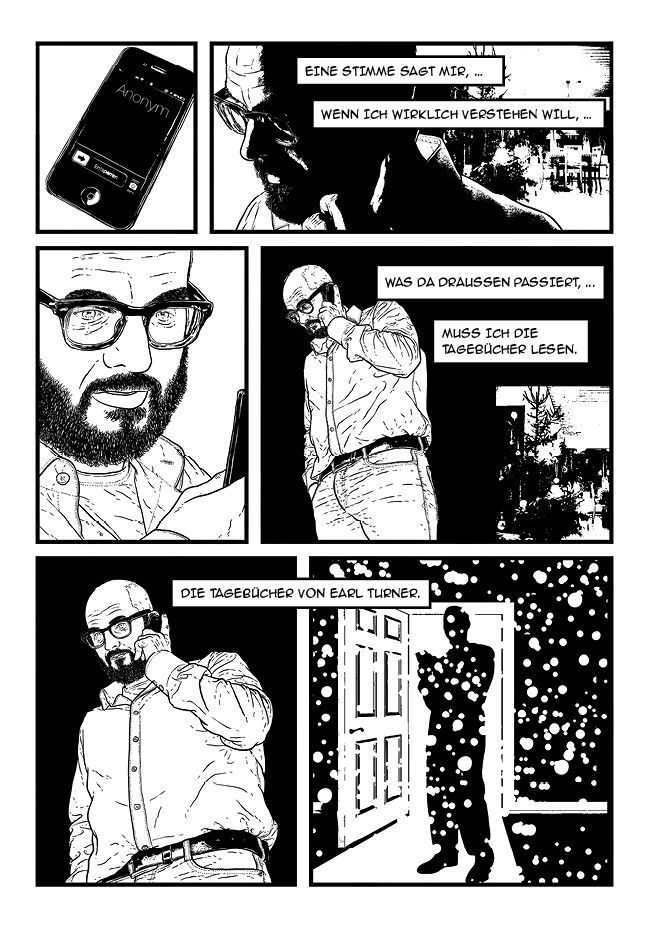 Anonym
EINE STIMME SAGT MIR, ...
WENN ICH WIRKLICH VERSTEHEN WILL, ...
WAS DA DRAUSSEN PASSIERT, ...
MUSS ICH DIE
TAGEBÜCHER LESEN.
DIE TAGEBÜCHER VON EARL TURNER.